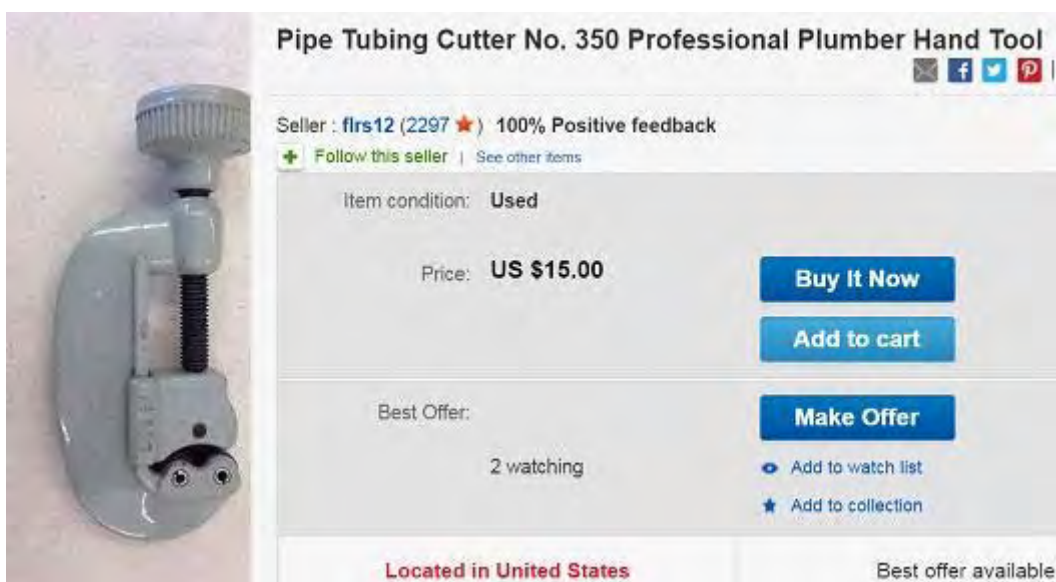 Pipe Tubing Cutter No. 350 Professional Plumber Hand Tool
Seller : flrs12 (2297 ) 100% Positive feedback
Follow this seller | See other items
Item condition: Used
Price: US $15.00
Buy It Now
Add to cart
Best Offer:
Make Offer
2 watching
Add to watch list
Add to collection
Located in United States
Best offer available